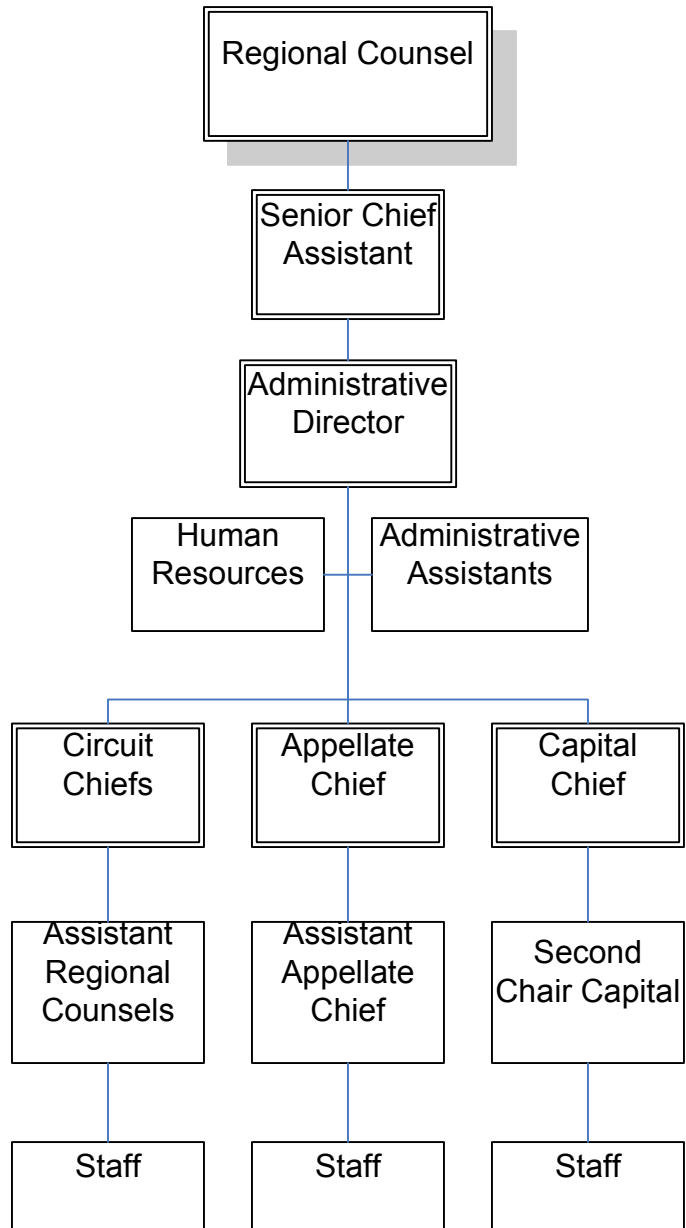 Regional Counsel
Senior Chief
Assistant
Administrative
Director
Human
Resources
Administrative
Assistants
Circuit
Chiefs
Appellate
Chief
Capital
Chief
Assistant
Regional
Counsels
Assistant
Appellate
Chief
Second
Chair Capital
Staff
Staff
Staff